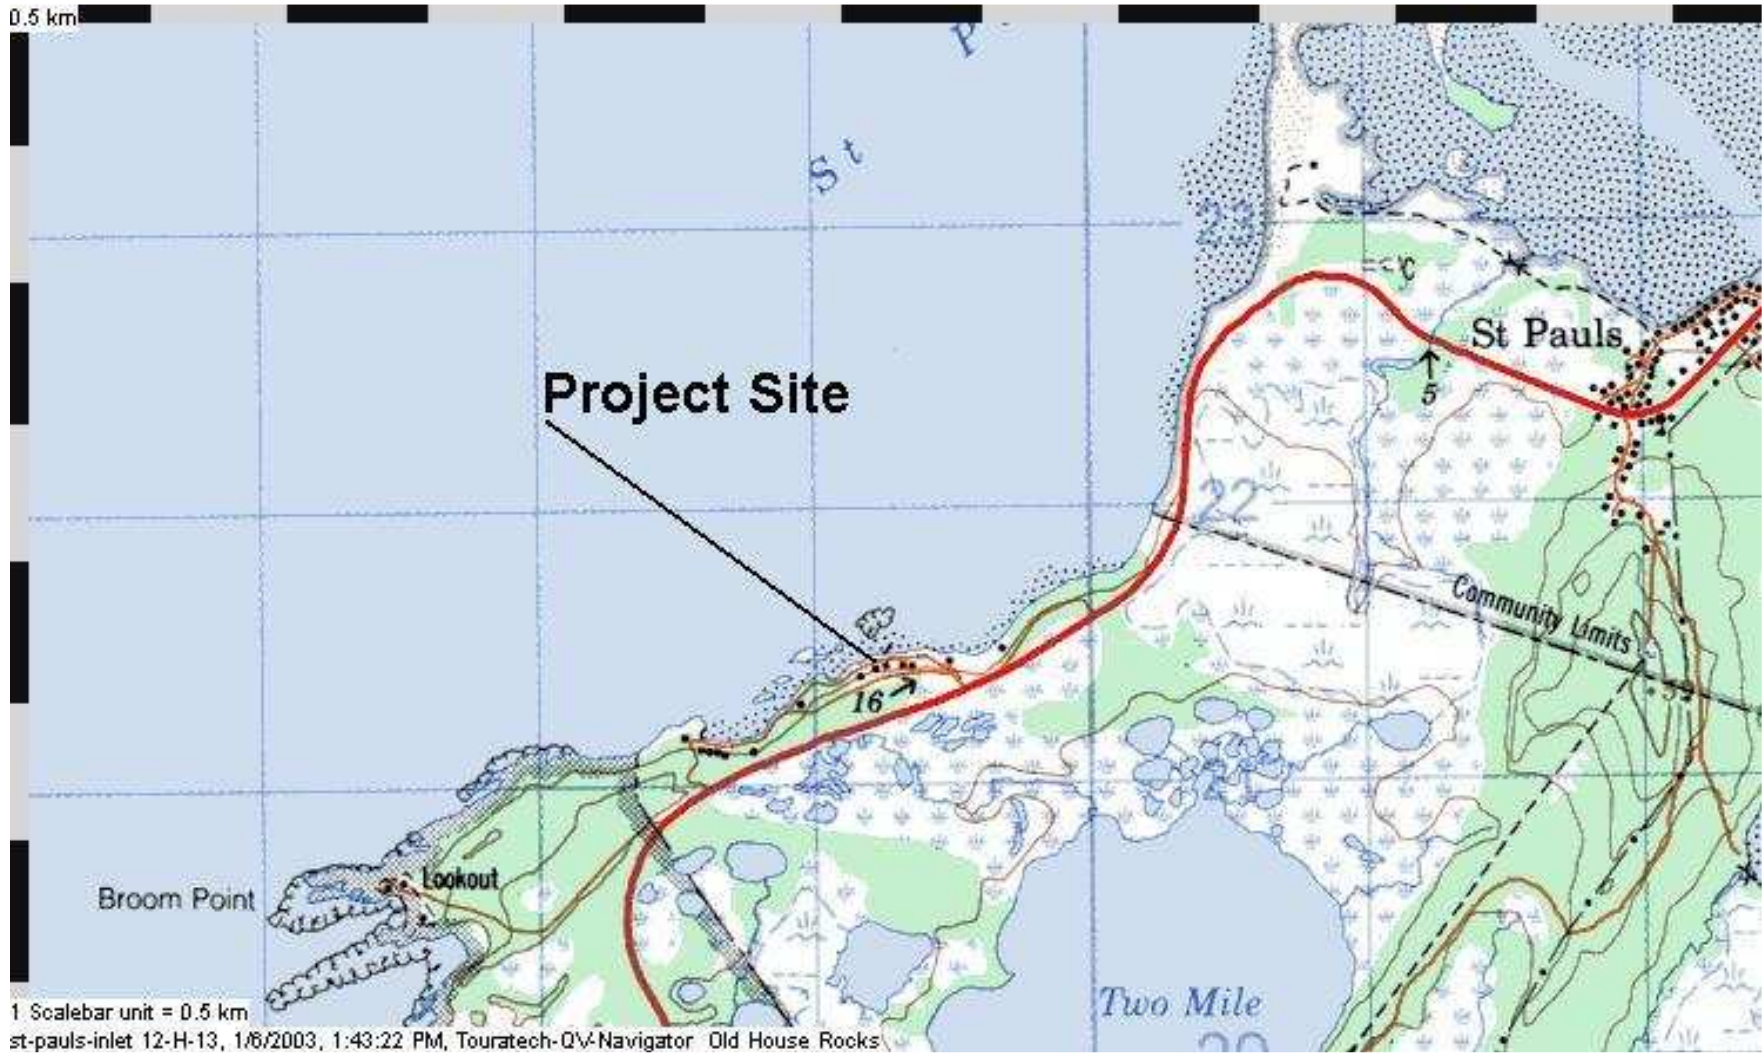 0.5 km
P
St
23
C
St Pauls
Project Site
5
22
Community Limits
16
Lookout
Broom Point
Two Mile
1 Scalebar unit = 0.5 km
st-pauls-inlet 12-H-13, 1/6/2003, 1:43:22 PM, Touratech-QV-Navigator Old House Rocks